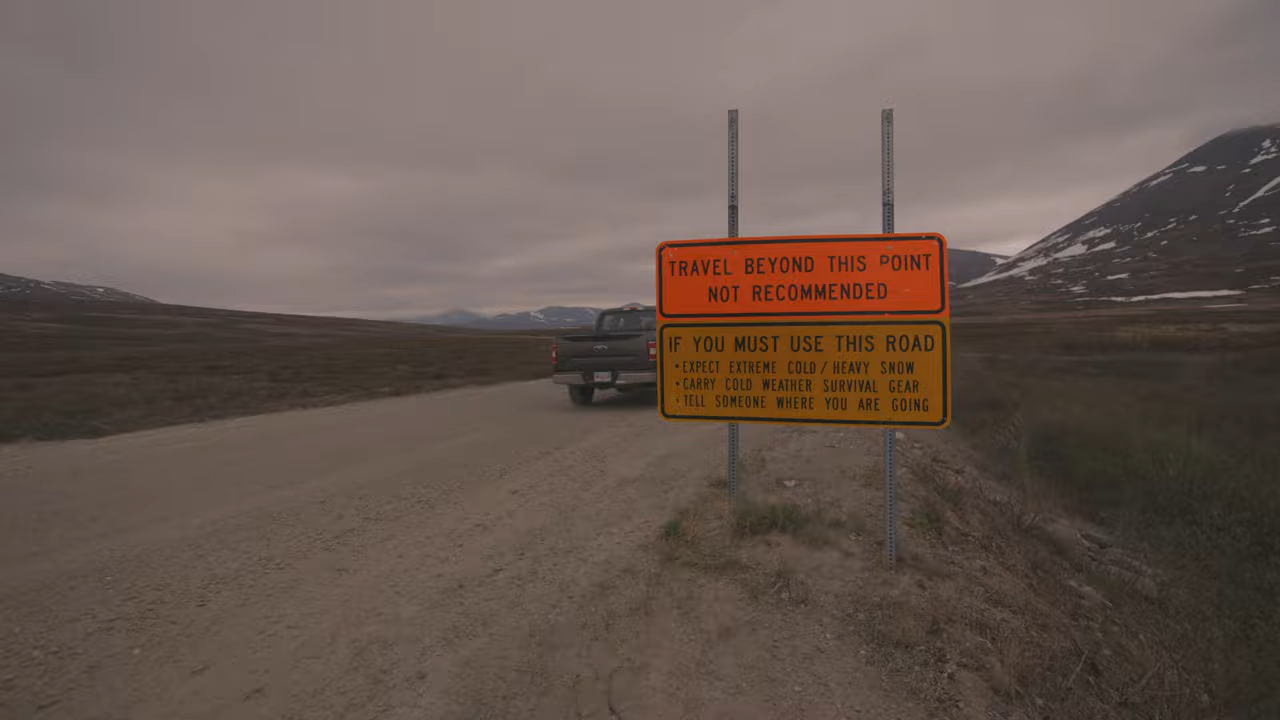 TRAVEL BEYOND THIS POINT
NOT RECOMMENDED
IF YOU MUST USE THIS ROAD
•EXPECT EXTREME COLD/HEAVY SNOW
•CARRY COLD WEATHER SURVIVAL GEAR
•TELL SOMEONE WHERE YOU ARE GOING